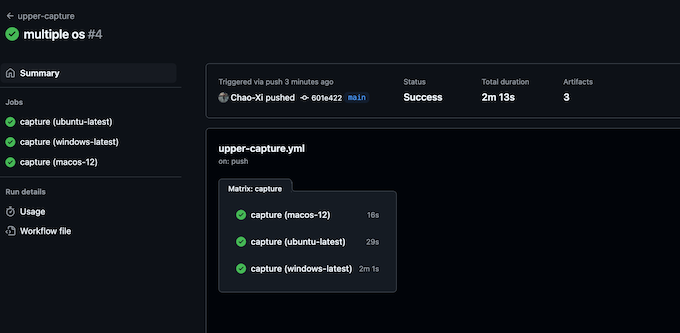 upper-capture
multiple os #4
Summary
Jobs
capture (ubuntu-latest)
capture (windows-latest)
capture (macos-12)
Run details
Usage
Workflow file
Triggered via push 3 minutes ago
Chao-Xi pushed 601e422 main
Status
Success
Total duration
2m 13s
Artifacts
3
upper-capture.yml
on: push
Matrix: capture
capture (macos-12) 16s
capture (ubuntu-latest) 29s
capture (windows-latest) 2m 1s